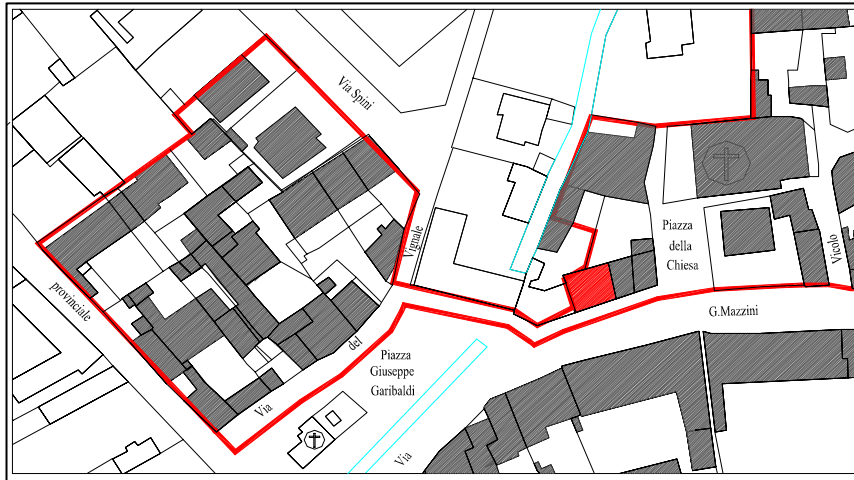 Via Spini
Vignale
Piazza
della
Chiesa
Vicolo
provinciale
G.Mazzini
del
Piazza
Giuseppe
Garibaldi
Via
Via